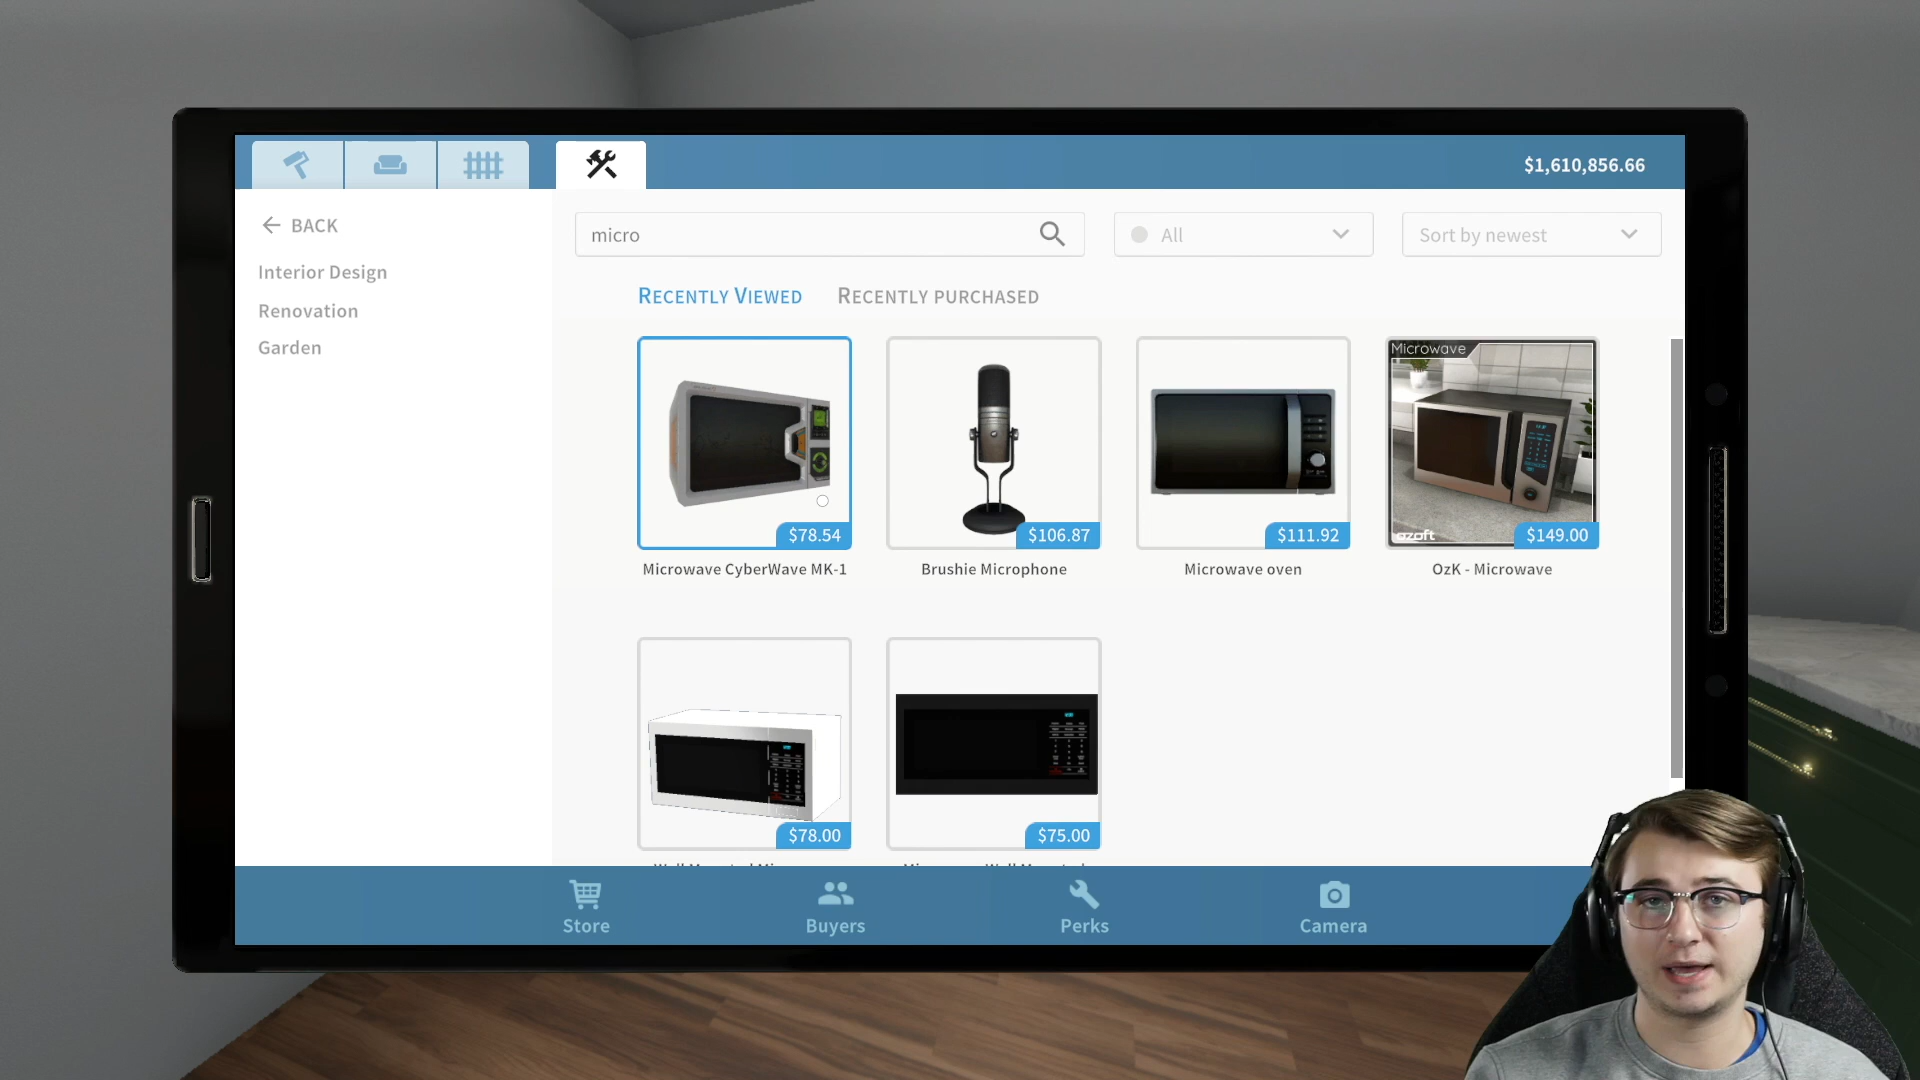 $1,610,856.66
BACK
Interior Design
Renovation
Garden
micro
All
Sort by newest
RECENTLY VIEWED
RECENTLY PURCHASED
Microwave
ozoft
$78.54
$106.87
$111.92
$149.00
Microwave CyberWave MK-1
Brushie Microphone
Microwave oven
OzK - Microwave
$78.00
$75.00
Store
Buyers
Perks
Camera